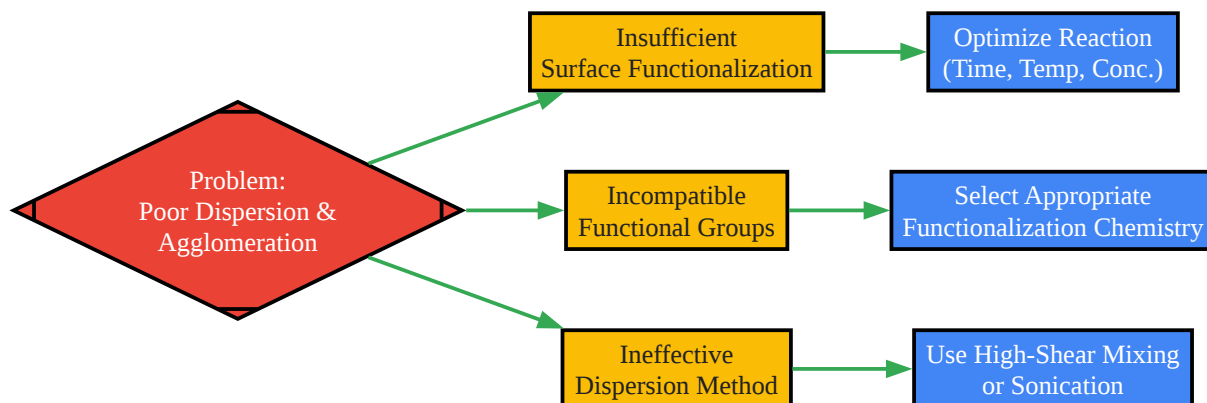 Problem:
Poor Dispersion &
Agglomeration
Insufficient
Surface Functionalization
Optimize Reaction
(Time, Temp, Conc.)
Incompatible
Functional Groups
Select Appropriate
Functionalization Chemistry
Ineffective
Dispersion Method
Use High-Shear Mixing
or Sonication